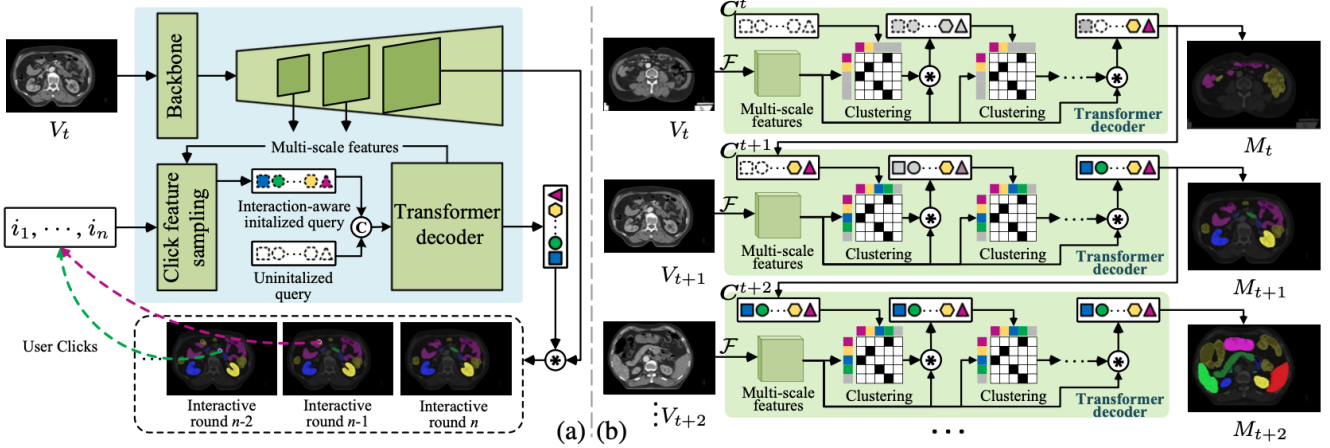 V_t
Backbone
Multi-scale features
i_1, ⋯, i_n
Click feature
sampling
Interaction-aware
initalized query
C
Uninitalized
query
Transformer
decoder
User Clicks
Interactive
round n-2
Interactive
round n-1
Interactive
round n
(a)
(b)
C^t
F
V_t
Multi-scale
features
Clustering
Clustering
Transformer
decoder
M_t
C^{t+1}
F
V_{t+1}
Multi-scale
features
Clustering
Clustering
Transformer
decoder
M_{t+1}
C^{t+2}
F
V_{t+2}
Multi-scale
features
Clustering
Clustering
Transformer
decoder
M_{t+2}